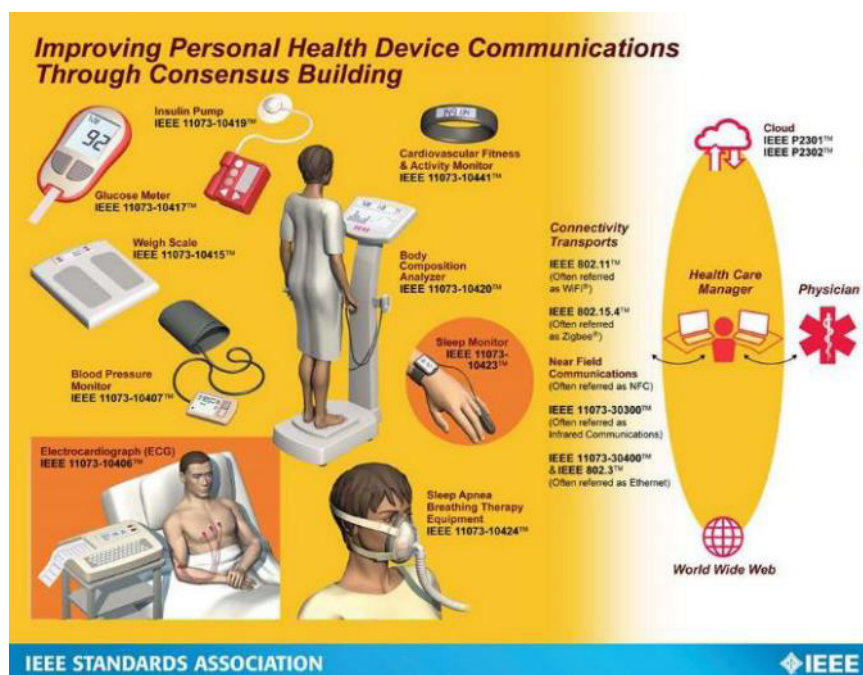 Improving Personal Health Device Communications
Through Consensus Building
Insulin Pump
IEEE 11073-10419™
92
Glucose Meter
IEEE 11073-10417™
Cardiovascular Fitness
& Activity Monitor
IEEE 11073-10441™
Weigh Scale
IEEE 11073-10415™
Body
Composition
Analyzer
IEEE 11073-10420™
Blood Pressure
Monitor
IEEE 11073-10407™
Sleep Monitor
IEEE 11073-
10423™
Electrocardiograph (ECG)
IEEE 11073-10406™
Sleep Apnea
Breathing Therapy
Equipment
IEEE 11073-10424™
Connectivity
Transports
IEEE 802.11™
(Often referred
as WiFi®)
IEEE 802.15.4™
(Often referred
as Zigbee®)
Near Field
Communications
(Often referred as NFC)
IEEE 11073-30300™
(Often referred as
Infrared Communications)
IEEE 11073-30400™
& IEEE 802.3™
(Often referred as Ethernet)
Cloud
IEEE P2301™
IEEE P2302™
Health Care
Manager
Physician
World Wide Web
IEEE STANDARDS ASSOCIATION
IEEE